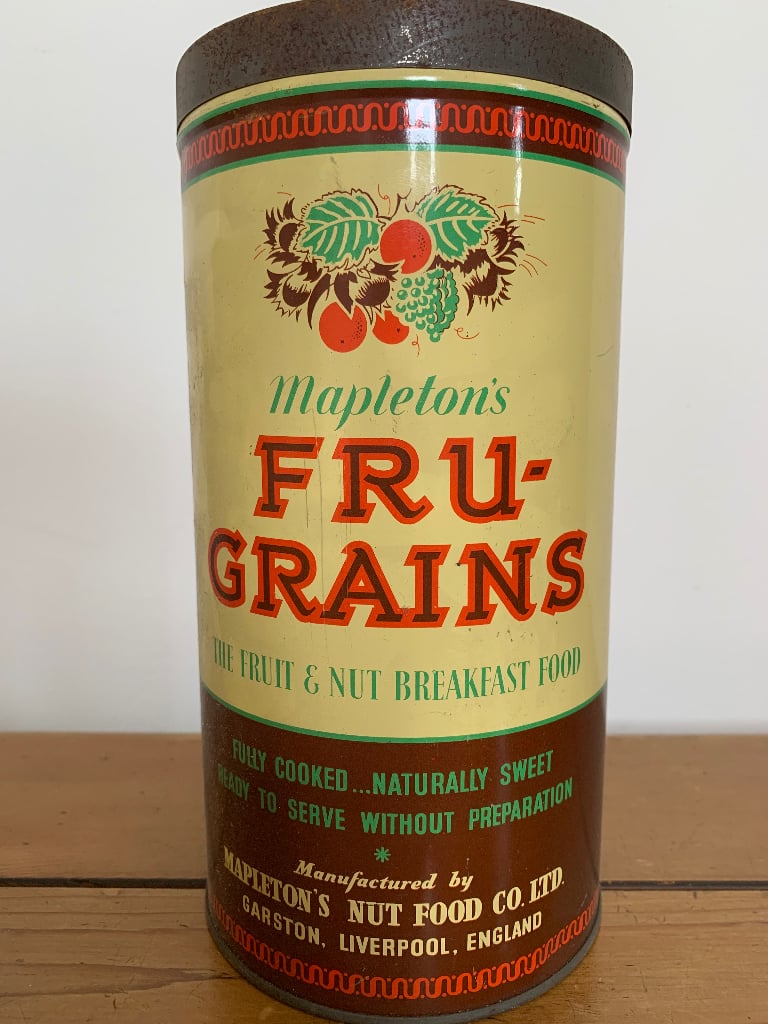 Mapleton's
FRU-
GRAINS
THE FRUIT & NUT BREAKFAST FOOD
FULLY COOKED...NATURALLY SWEET
READY TO SERVE WITHOUT PREPARATION
Manufactured by
MAPLETON'S NUT FOOD CO. LTD.
GARSTON, LIVERPOOL, ENGLAND